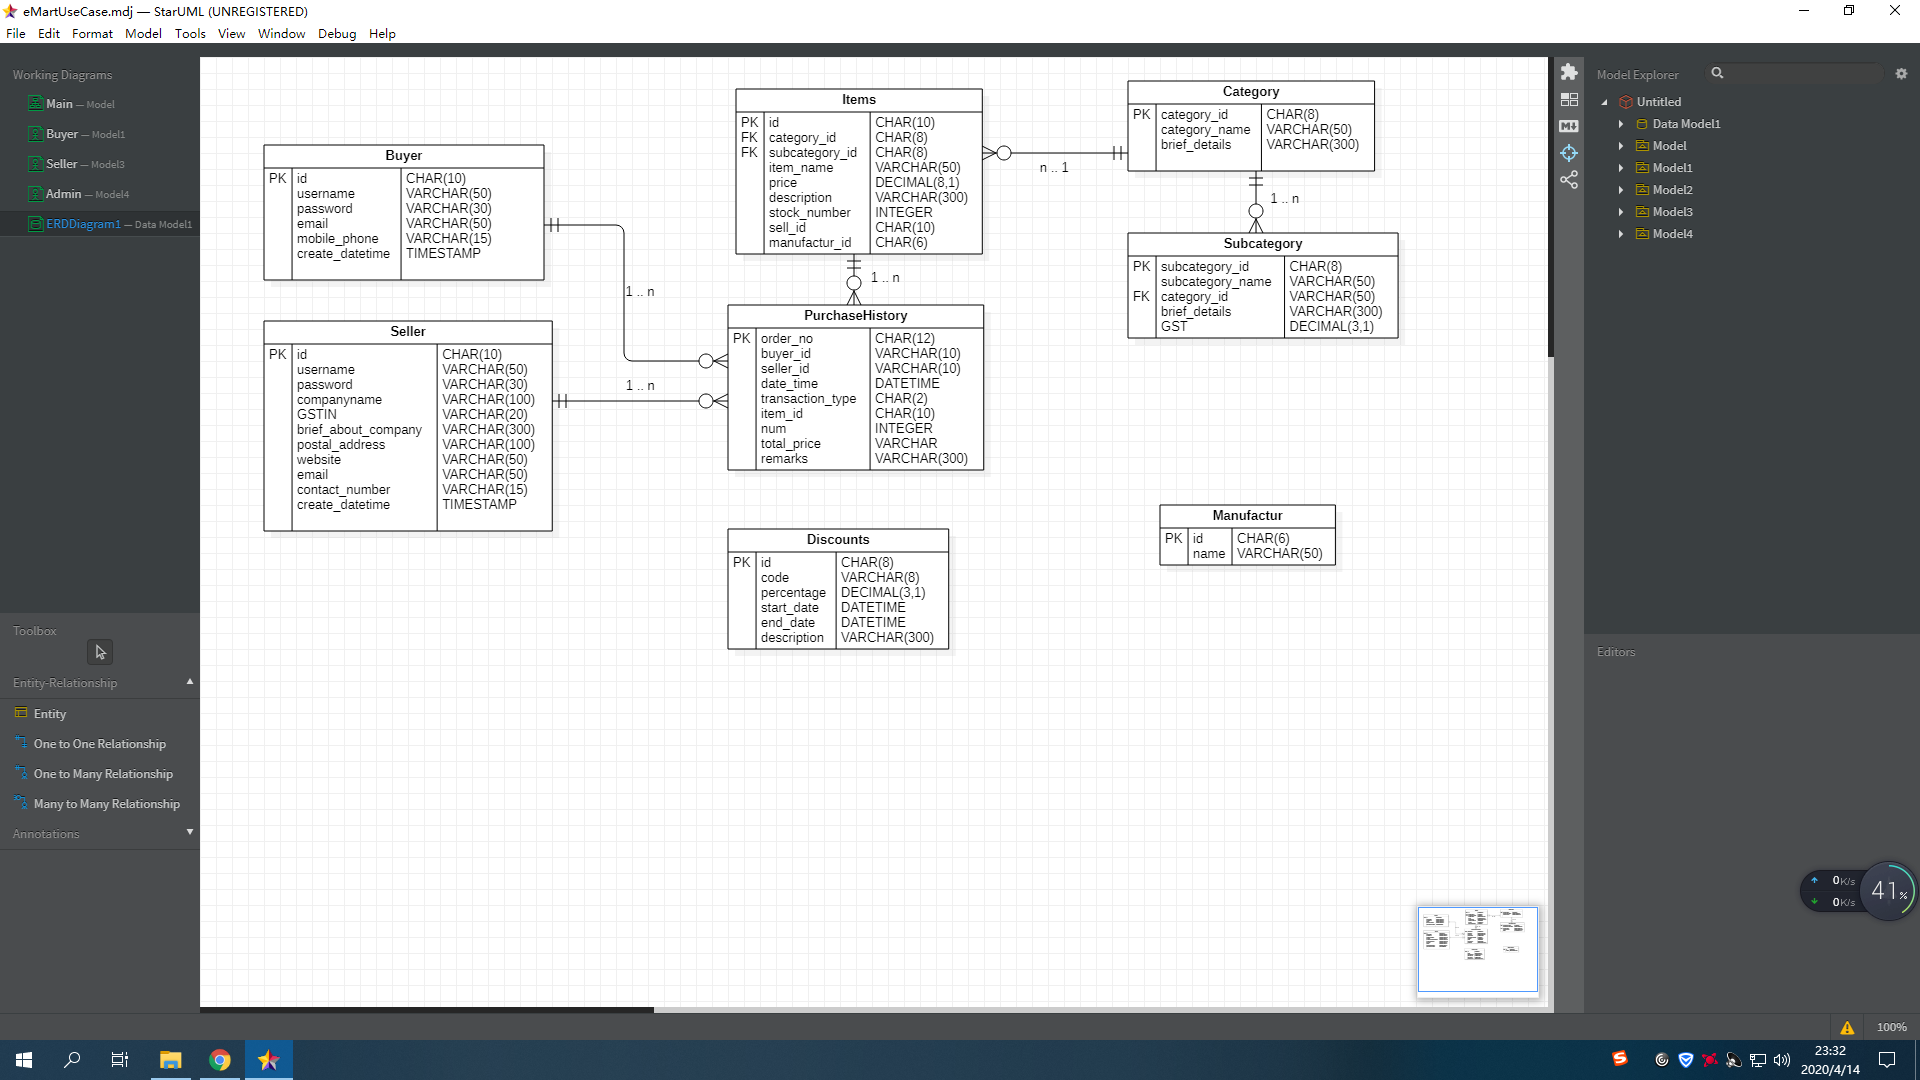 eMartUseCase.mdj — StarUML (UNREGISTERED)
File Edit Format Model Tools View Window Debug Help
Working Diagrams
Main — Model
Buyer — Model1
Seller — Model3
Admin — Model4
ERDDiagram1 — Data Model1
Toolbox
Entity-Relationship
Entity
One to One Relationship
One to Many Relationship
Many to Many Relationship
Annotations
Buyer
PK id CHAR(10)
username VARCHAR(50)
password VARCHAR(30)
email VARCHAR(50)
mobile_phone VARCHAR(15)
create_datetime TIMESTAMP
Seller
PK id CHAR(10)
username VARCHAR(50)
password VARCHAR(30)
companyname VARCHAR(100)
GSTIN VARCHAR(20)
brief_about_company VARCHAR(300)
postal_address VARCHAR(100)
website VARCHAR(50)
email VARCHAR(50)
contact_number VARCHAR(15)
create_datetime TIMESTAMP
1 .. n
1 .. n
Items
PK id CHAR(10)
FK category_id CHAR(8)
FK subcategory_id CHAR(8)
item_name VARCHAR(50)
price DECIMAL(8,1)
description VARCHAR(300)
stock_number INTEGER
sell_id CHAR(10)
manufactur_id CHAR(6)
1 .. n
PurchaseHistory
PK order_no CHAR(12)
buyer_id VARCHAR(10)
seller_id VARCHAR(10)
date_time DATETIME
transaction_type CHAR(2)
item_id CHAR(10)
num INTEGER
total_price VARCHAR
remarks VARCHAR(300)
Discounts
PK id CHAR(8)
code VARCHAR(8)
percentage DECIMAL(3,1)
start_date DATETIME
end_date DATETIME
description VARCHAR(300)
n .. 1
Category
PK category_id CHAR(8)
category_name VARCHAR(50)
brief_details VARCHAR(300)
1 .. n
Subcategory
PK subcategory_id CHAR(8)
subcategory_name VARCHAR(50)
FK category_id VARCHAR(50)
brief_details VARCHAR(300)
GST DECIMAL(3,1)
Manufactur
PK id CHAR(6)
name VARCHAR(50)
Model Explorer
Untitled
Data Model1
Model
Model1
Model2
Model3
Model4
Editors
0K/s
0K/s
41%
100%
23:32
2020/4/14